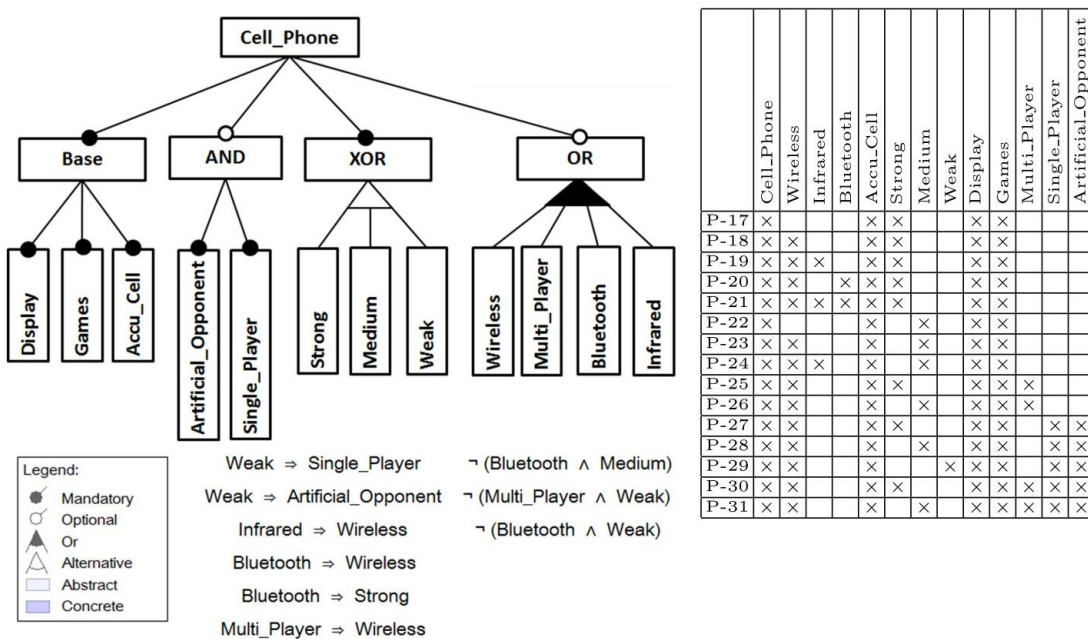 Cell_Phone
Base AND XOR OR
Display Games Accu_Cell Artificial_Opponent Single_Player Strong Medium Weak Wireless Multi_Player Bluetooth Infrared
Legend:
Mandatory
Optional
Or
Alternative
Abstract
Concrete
Weak ⇒ Single_Player
Weak ⇒ Artificial_Opponent
Infrared ⇒ Wireless
Bluetooth ⇒ Wireless
Bluetooth ⇒ Strong
Multi_Player ⇒ Wireless
¬ (Bluetooth ∧ Medium)
¬ (Multi_Player ∧ Weak)
¬ (Bluetooth ∧ Weak)
Cell_Phone Wireless Infrared Bluetooth Accu_Cell Strong Medium Weak Display Games Multi_Player Single_Player Artificial_Opponent
P-17 × × × × ×
P-18 × × × × × ×
P-19 × × × × × × ×
P-20 × × × × × × ×
P-21 × × × × × × × ×
P-22 × × × × ×
P-23 × × × × × ×
P-24 × × × × × × ×
P-25 × × × × × × ×
P-26 × × × × × × ×
P-27 × × × × × × × ×
P-28 × × × × × × × ×
P-29 × × × × × × × ×
P-30 × × × × × × × × ×
P-31 × × × × × × × × ×